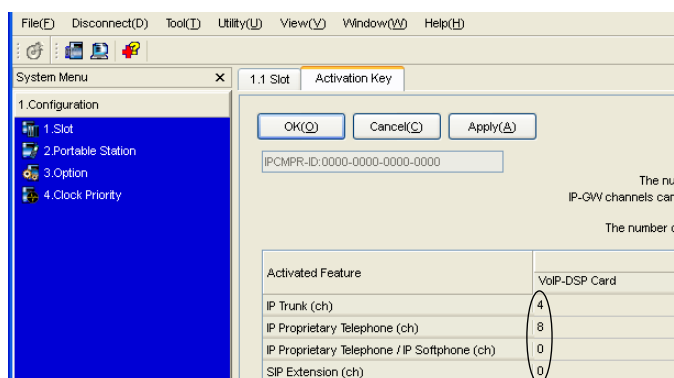 File(F) Disconnect(D) Tool(T) Utility(U) View(V) Window(W) Help(H)
System Menu X
1.1 Slot Activation Key
1.Configuration
1.Slot
2.Portable Station
3.Option
4.Clock Priority
OK(O) Cancel(C) Apply(A)
IPCMPR-ID:0000-0000-0000-0000
The
IP-GW channels
The number
Activated Feature
VoIP-DSP Card
IP Trunk (ch) 4
IP Proprietary Telephone (ch) 8
IP Proprietary Telephone / IP Softphone (ch) 0
SIP Extension (ch) 0